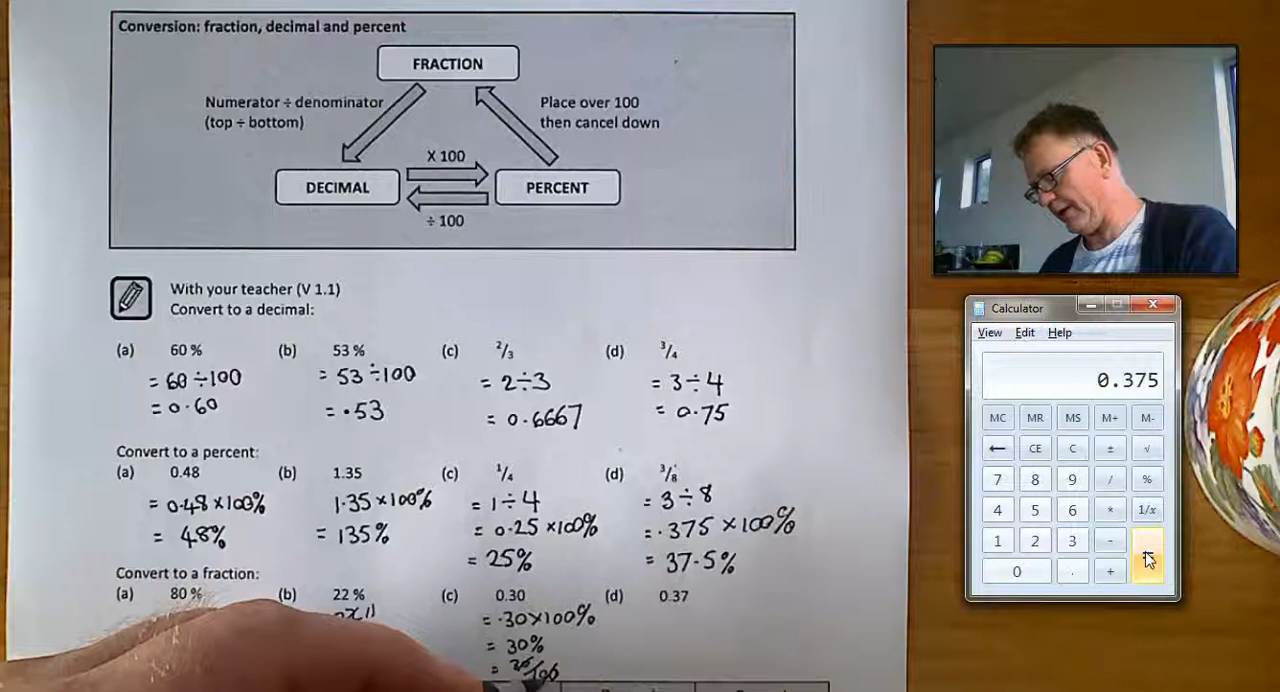 Conversion: fraction, decimal and percent
FRACTION
Numerator ÷ denominator
(top ÷ bottom)
Place over 100
then cancel down
X 100
DECIMAL
PERCENT
÷ 100
With your teacher (V 1.1)
Convert to a decimal:
(a) 60 % (b) 53 % (c) 2/3 (d) 3/4
= 60 ÷ 100 = 53 ÷ 100 = 2 ÷ 3 = 3 ÷ 4
= 0.60 = .53 = 0.6667 = 0.75
Convert to a percent:
(a) 0.48 (b) 1.35 (c) 1/4 (d) 3/8
= 0.48 × 100% 1.35 × 100% = 1 ÷ 4 = 3 ÷ 8
= 48% = 135% = 0.25 × 100% = .375 × 100%
= 25% = 37.5%
Convert to a fraction:
(a) 80 % (b) 22 % (c) 0.30 (d) 0.37
= .30 × 100%
= 30%
= 30/100
Calculator
View Edit Help
0.375
MC MR MS M+ M-
← CE C ± √
7 8 9 / %
4 5 6 * 1/x
1 2 3 - =
0 . +